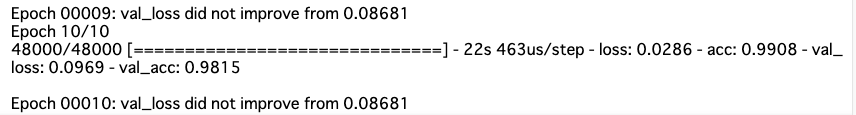 Epoch 00009: val_loss did not improve from 0.08681
Epoch 10/10
48000/48000 [==============================] - 22s 463us/step - loss: 0.0286 - acc: 0.9908 - val_
loss: 0.0969 - val_acc: 0.9815
Epoch 00010: val_loss did not improve from 0.08681